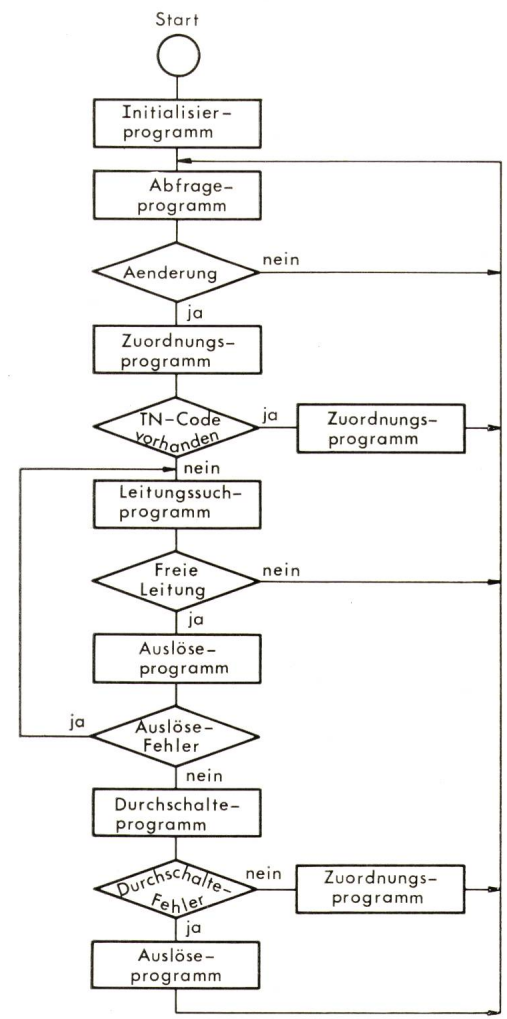 Start
Initialisier-
programm
Abfrage-
programm
Aenderung
nein
ja
Zuordnungs-
programm
TN-Code
vorhanden
ja
Zuordnungs-
programm
nein
Leitungssuch-
programm
Freie
Leitung
nein
ja
Auslöse-
programm
Auslöse-
Fehler
ja
nein
Durchschalte-
programm
Durchschalte-
Fehler
nein
Zuordnungs-
programm
ja
Auslöse-
programm